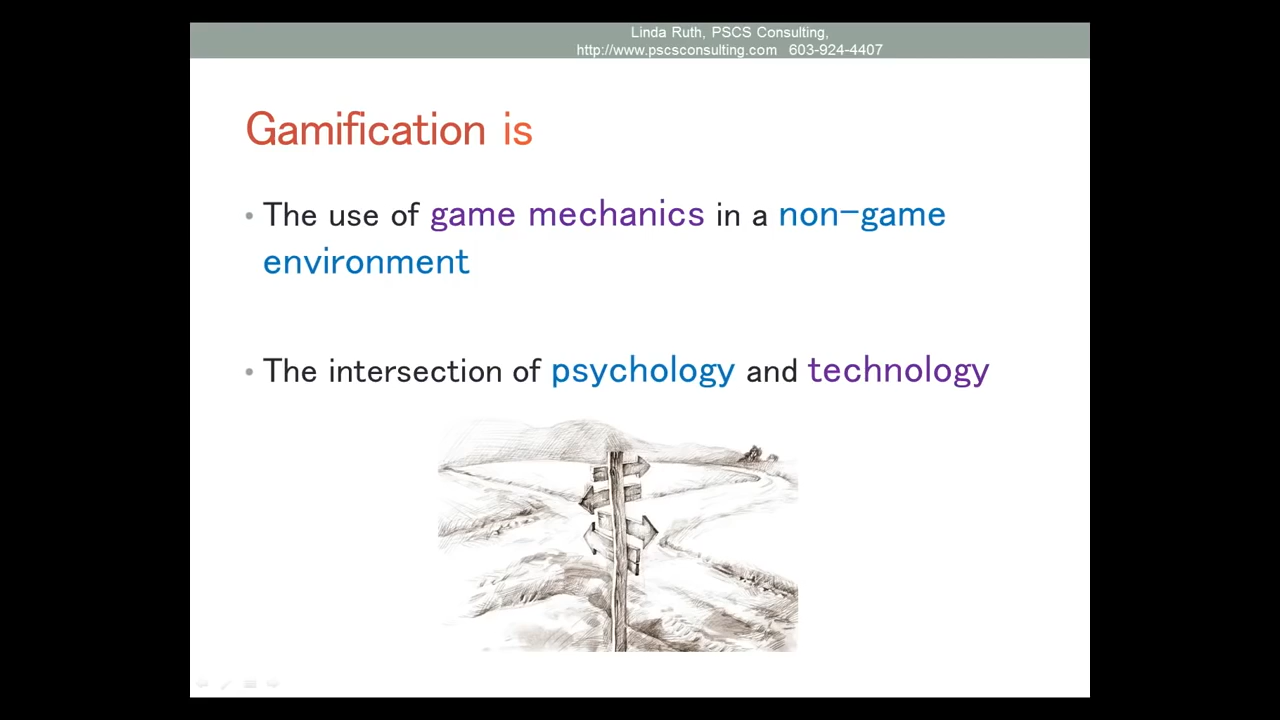 Linda Ruth, PSCS Consulting,
http://www.pscsconsulting.com 603-924-4407
Gamification is
• The use of game mechanics in a non-game
environment
• The intersection of psychology and technology